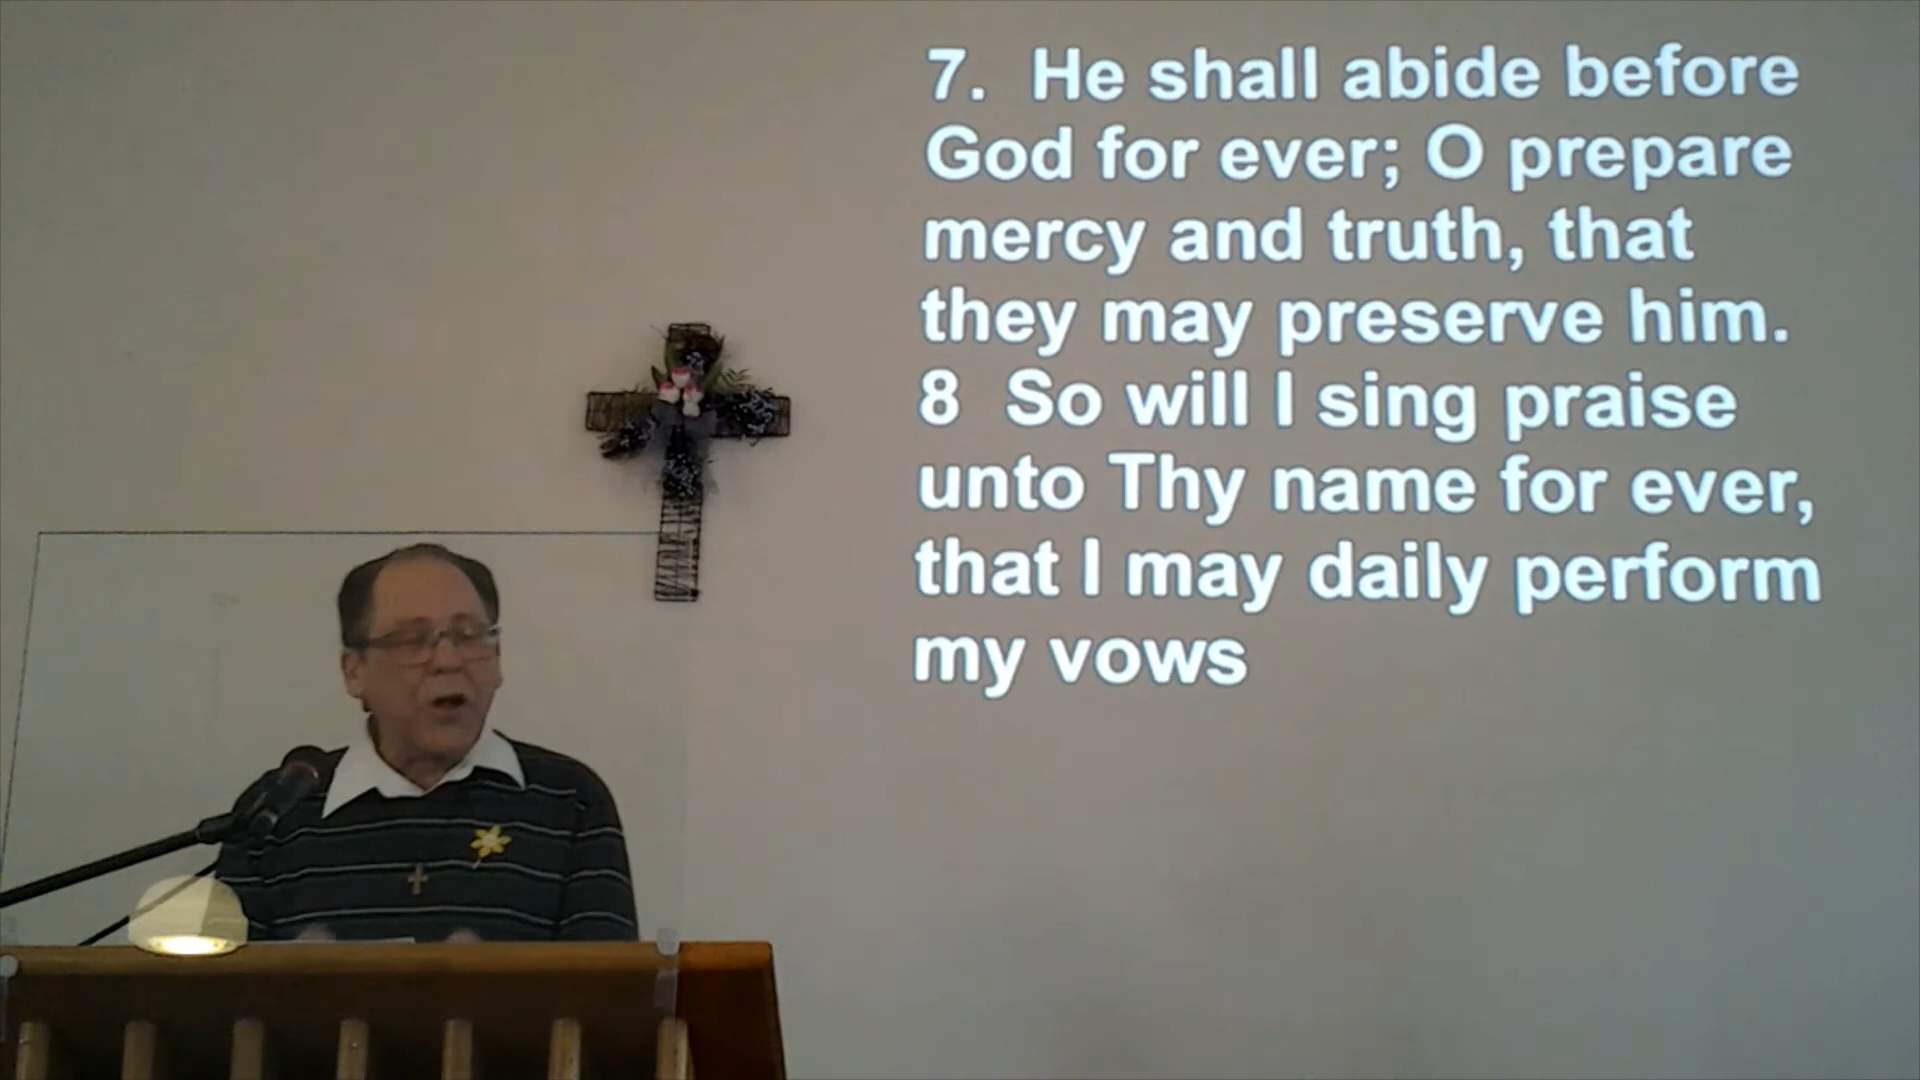 7. He shall abide before
God for ever; O prepare
mercy and truth, that
they may preserve him.
8 So will I sing praise
unto Thy name for ever,
that I may daily perform
my vows